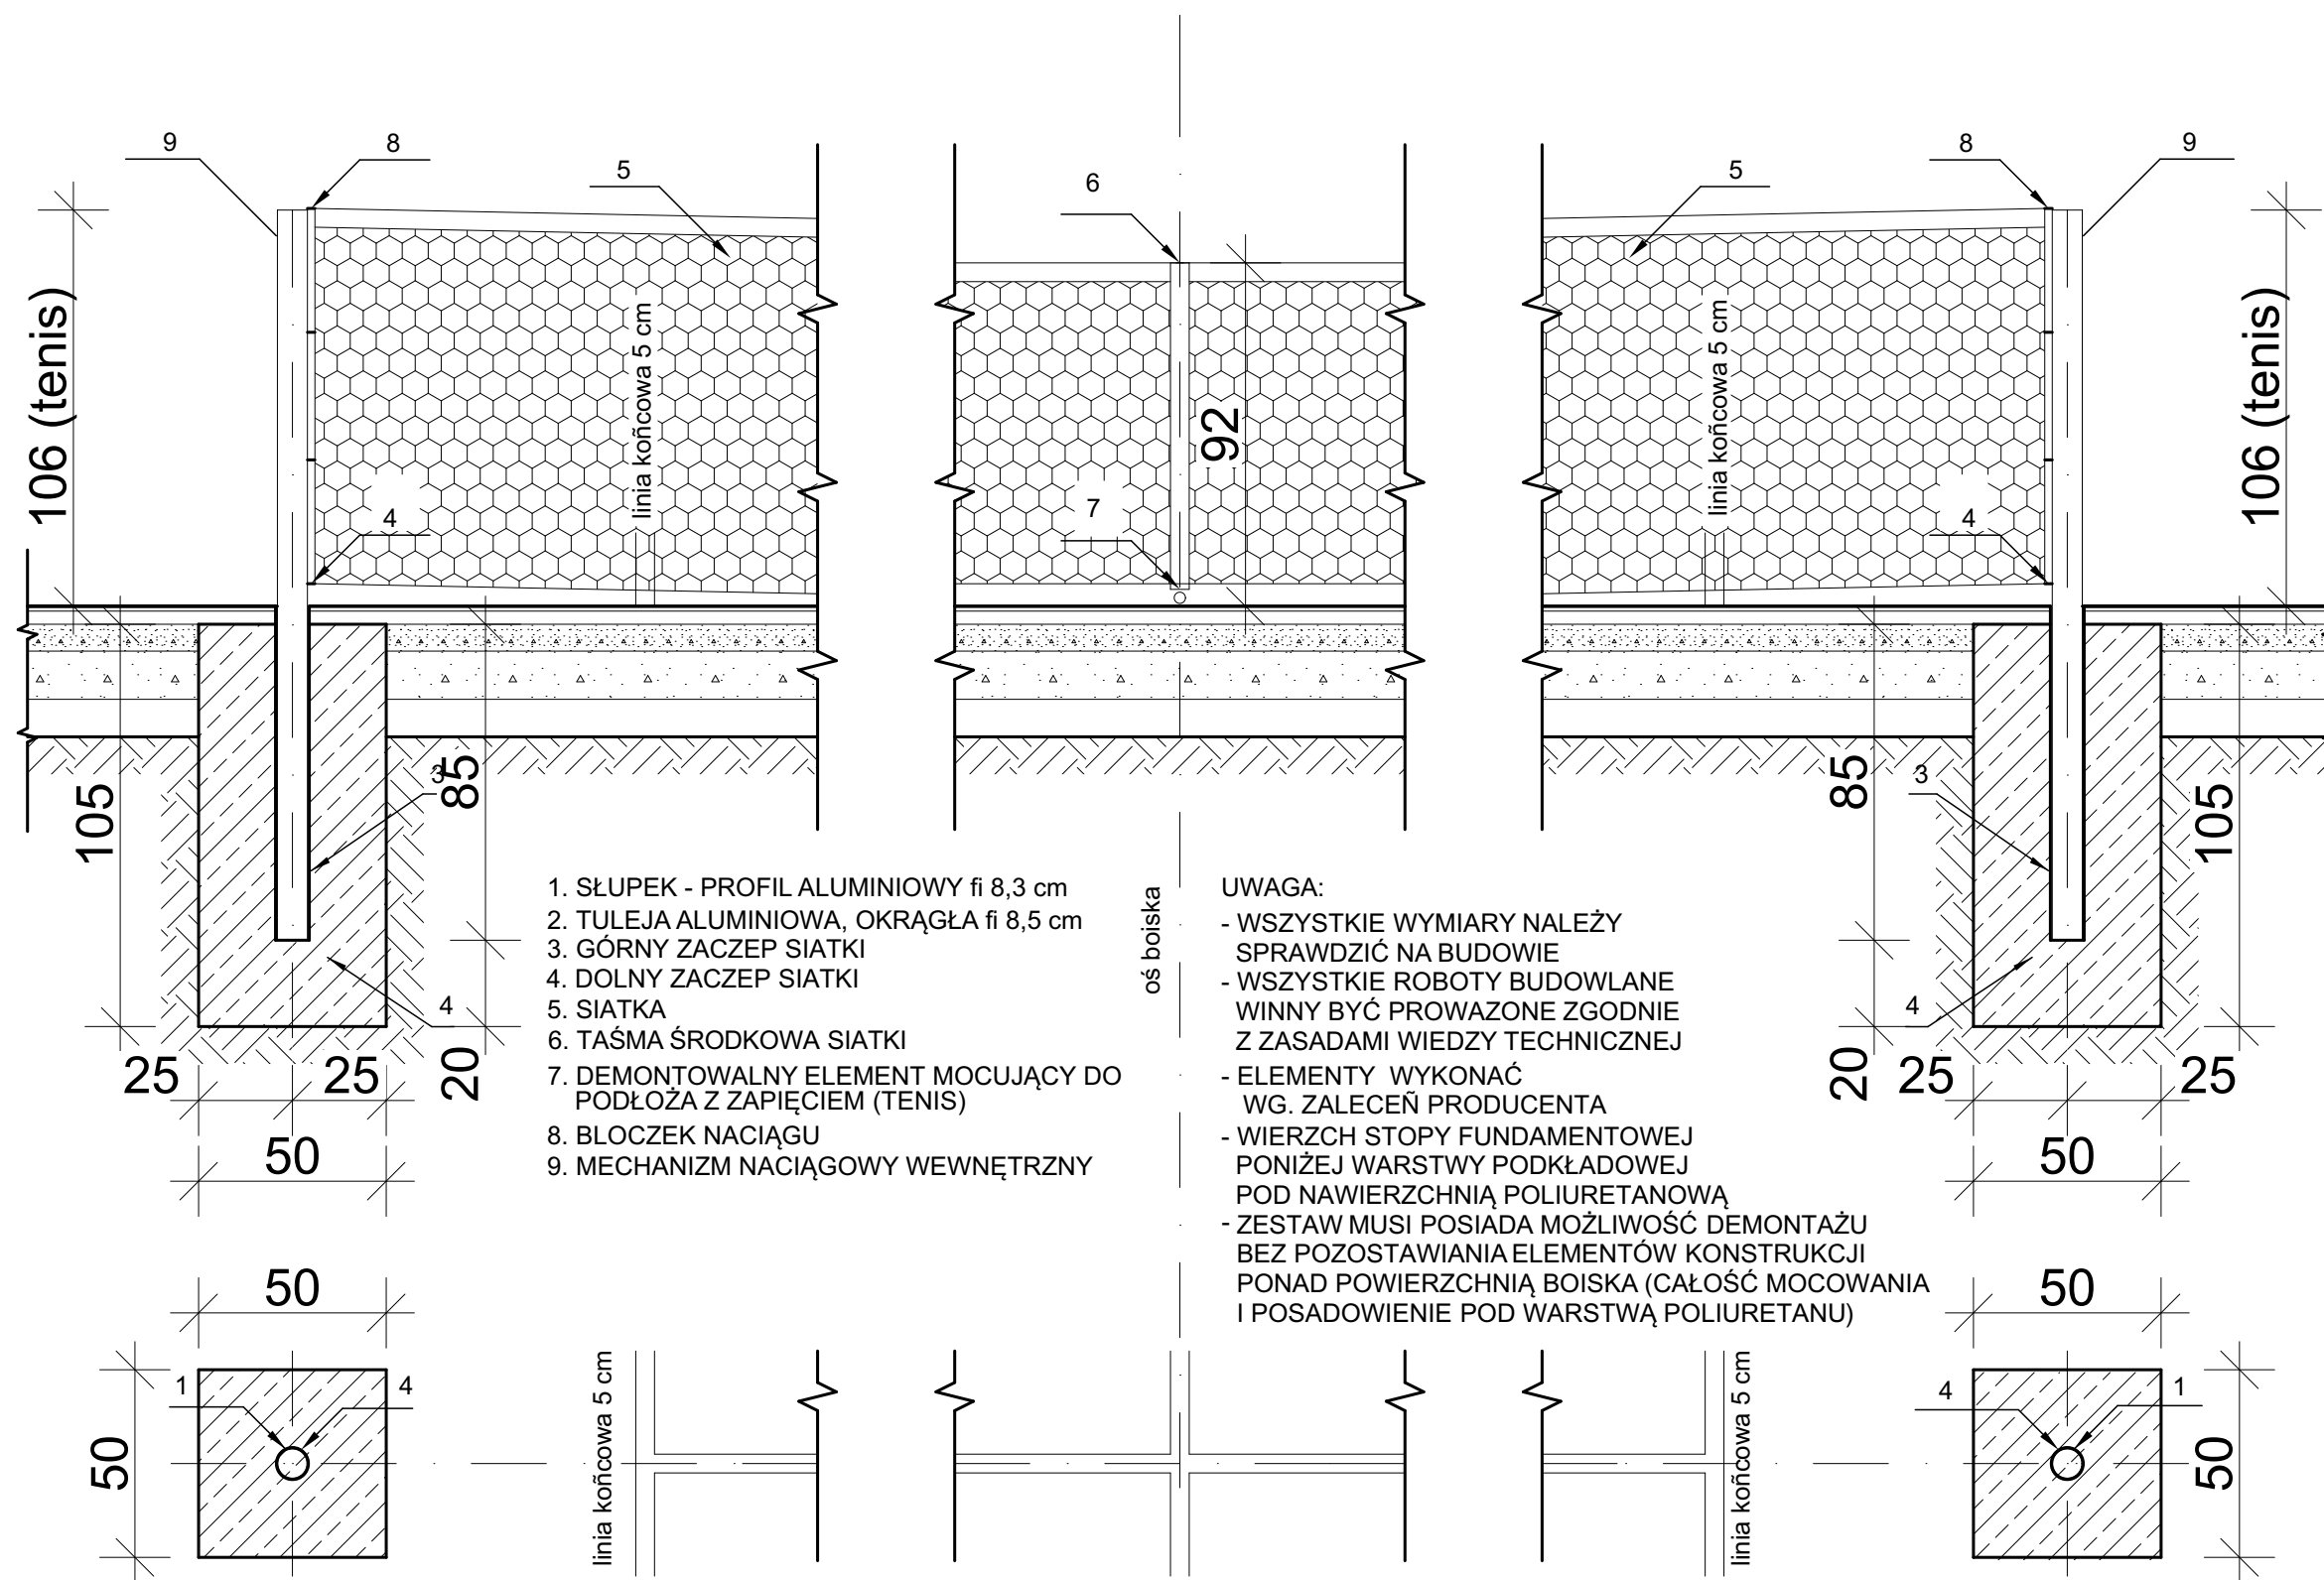 9
8
5
6
5
8
9
106 (tenis)
linia końcowa 5 cm
4
7
92
linia końcowa 5 cm
4
106 (tenis)
105
3
85
85
3
105
4
20
25
25
50
4
20
25
25
50
1. SŁUPEK - PROFIL ALUMINIOWY fi 8,3 cm
2. TULEJA ALUMINIOWA, OKRĄGŁA fi 8,5 cm
3. GÓRNY ZACZEP SIATKI
4. DOLNY ZACZEP SIATKI
5. SIATKA
6. TAŚMA ŚRODKOWA SIATKI
7. DEMONTOWALNY ELEMENT MOCUJĄCY DO
PODŁOŻA Z ZAPIĘCIEM (TENIS)
8. BLOCZEK NACIĄGU
9. MECHANIZM NACIĄGOWY WEWNĘTRZNY
oś boiska
UWAGA:
- WSZYSTKIE WYMIARY NALEŻY
SPRAWDZIĆ NA BUDOWIE
- WSZYSTKIE ROBOTY BUDOWLANE
WINNY BYĆ PROWAZONE ZGODNIE
Z ZASADAMI WIEDZY TECHNICZNEJ
- ELEMENTY WYKONAĆ
WG. ZALECEŃ PRODUCENTA
- WIERZCH STOPY FUNDAMENTOWEJ
PONIŻEJ WARSTWY PODKŁADOWEJ
POD NAWIERZCHNIĄ POLIURETANOWĄ
- ZESTAW MUSI POSIADA MOŻLIWOŚĆ DEMONTAŻU
BEZ POZOSTAWIANIA ELEMENTÓW KONSTRUKCJI
PONAD POWIERZCHNIĄ BOISKA (CAŁOŚĆ MOCOWANIA
I POSADOWIENIE POD WARSTWĄ POLIURETANU)
50
50
1
4
50
linia końcowa 5 cm
linia końcowa 5 cm
4
1
50